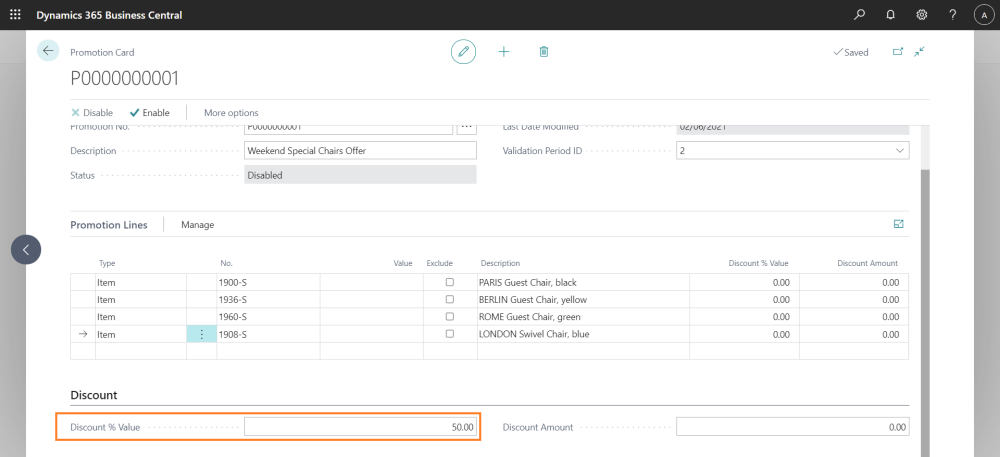 Dynamics 365 Business Central
A
Promotion Card
Saved
P0000000001
Disable Enable More options
Promotion No. P0000000001 Last Date Modified 02/06/2021
Description Weekend Special Chairs Offer Validation Period ID 2
Status Disabled
Promotion Lines Manage
Type No. Value Exclude Description Discount % Value Discount Amount
Item 1900-S PARIS Guest Chair, black 0.00 0.00
Item 1936-S BERLIN Guest Chair, yellow 0.00 0.00
Item 1960-S ROME Guest Chair, green 0.00 0.00
Item 1908-S LONDON Swivel Chair, blue 0.00 0.00
Discount
Discount % Value 50.00 Discount Amount 0.00